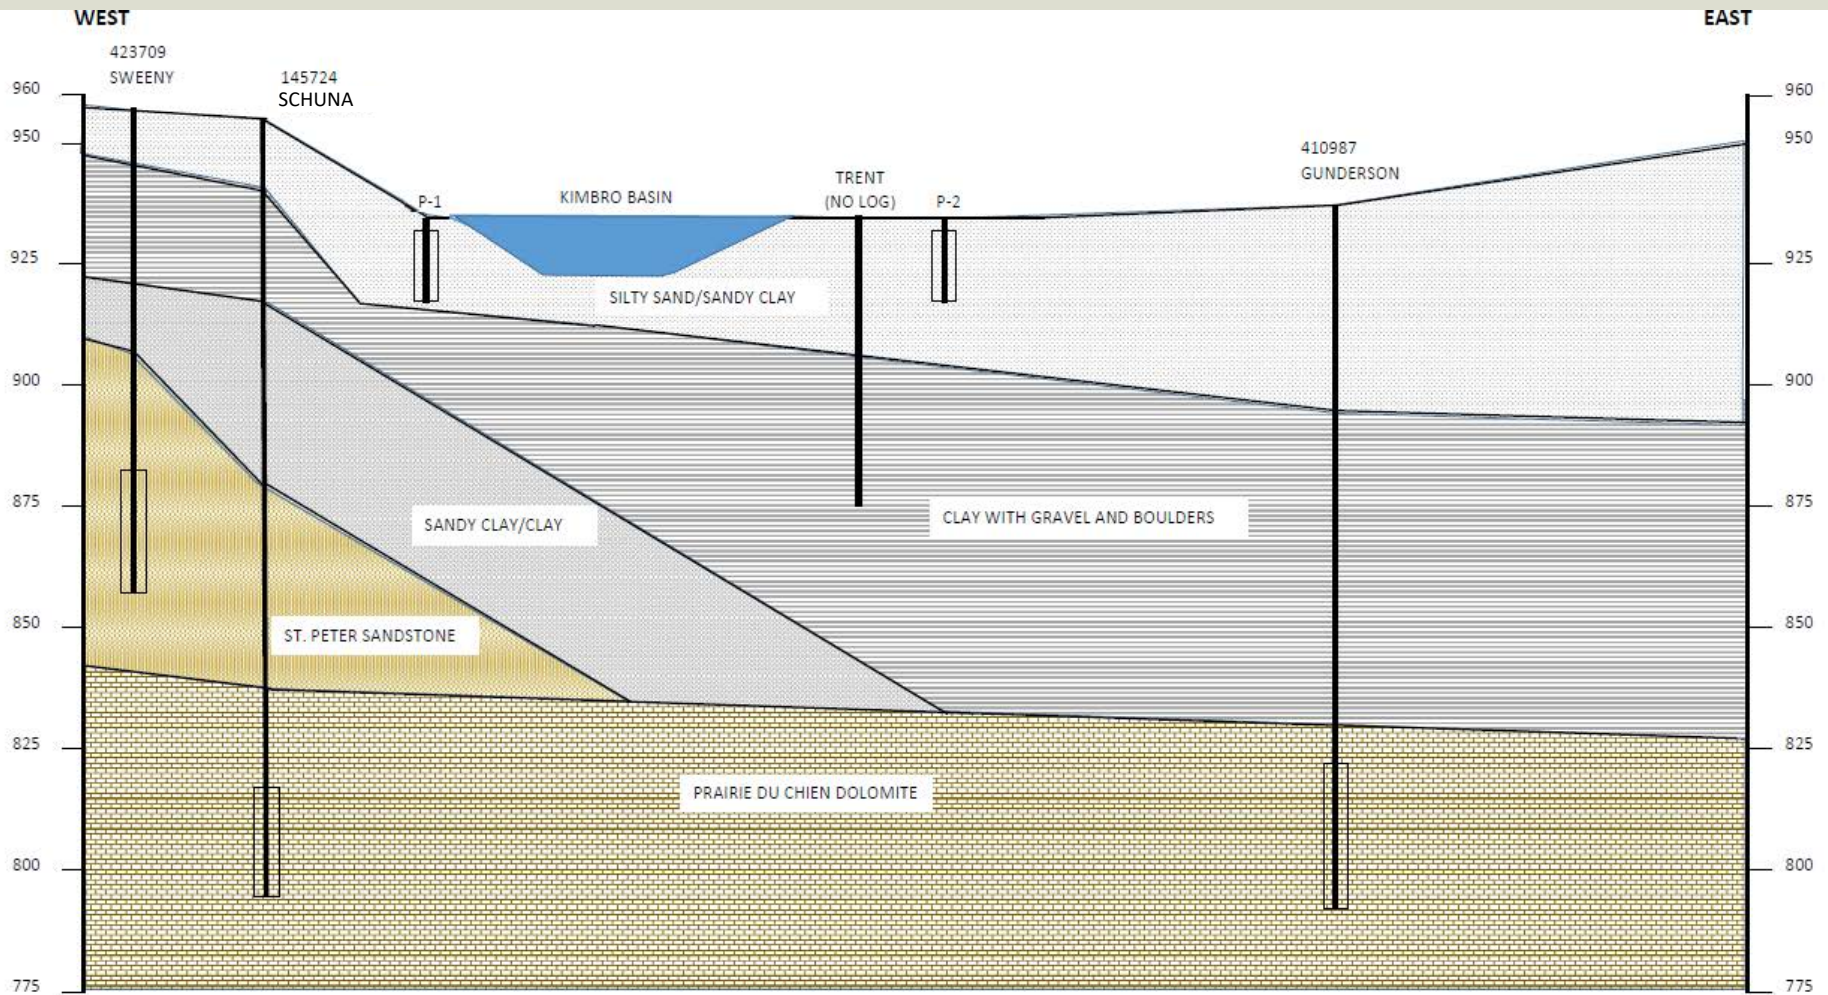 WEST
EAST
423709
SWEENY
145724
SCHUNA
960
950
925
900
875
850
825
800
775
P-1
KIMBRO BASIN
TRENT
(NO LOG)
P-2
410987
GUNDERSON
SILTY SAND/SANDY CLAY
SANDY CLAY/CLAY
CLAY WITH GRAVEL AND BOULDERS
ST. PETER SANDSTONE
PRAIRIE DU CHIEN DOLOMITE
960
950
925
900
875
850
825
800
775